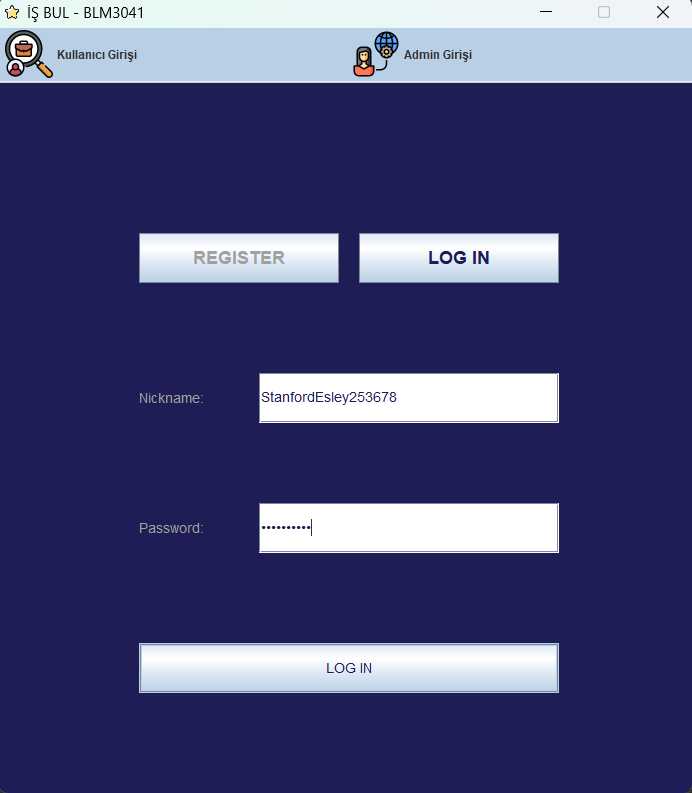 İŞ BUL - BLM3041
Kullanıcı Girişi Admin Girişi
REGISTER LOG IN
Nickname: StanfordEsley253678
Password: ••••••••••
LOG IN